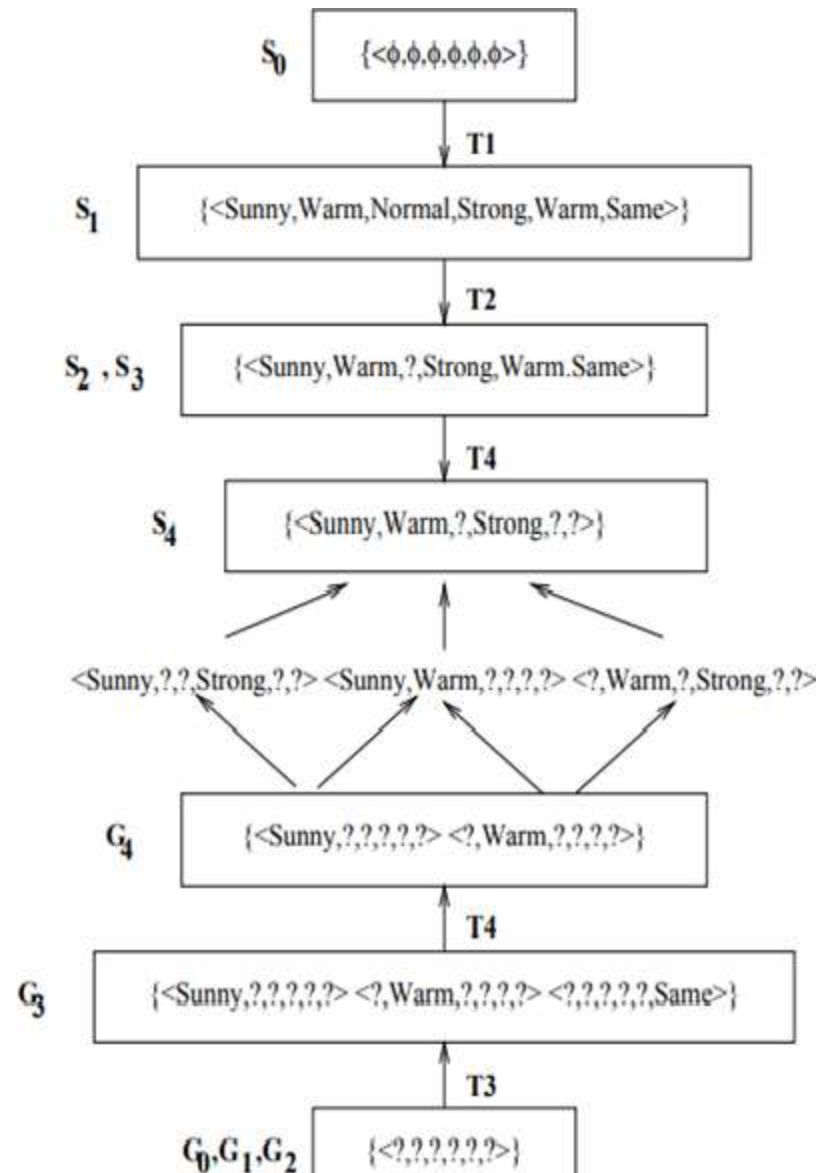 S0 {<ϕ,ϕ,ϕ,ϕ,ϕ,ϕ>}
T1
S1 {<Sunny,Warm,Normal,Strong,Warm,Same>}
T2
S2 , S3 {<Sunny,Warm,?,Strong,Warm.Same>}
T4
S4 {<Sunny,Warm,?,Strong,?,?>}
<Sunny,?,?,Strong,?,?> <Sunny,Warm,?,?,?,?> <?,Warm,?,Strong,?,?>
G4 {<Sunny,?,?,?,?,?> <?,Warm,?,?,?,?>}
T4
G3 {<Sunny,?,?,?,?,?> <?,Warm,?,?,?,?> <?,?,?,?,?,Same>}
T3
G0,G1,G2 {<?,?,?,?,?,?>}